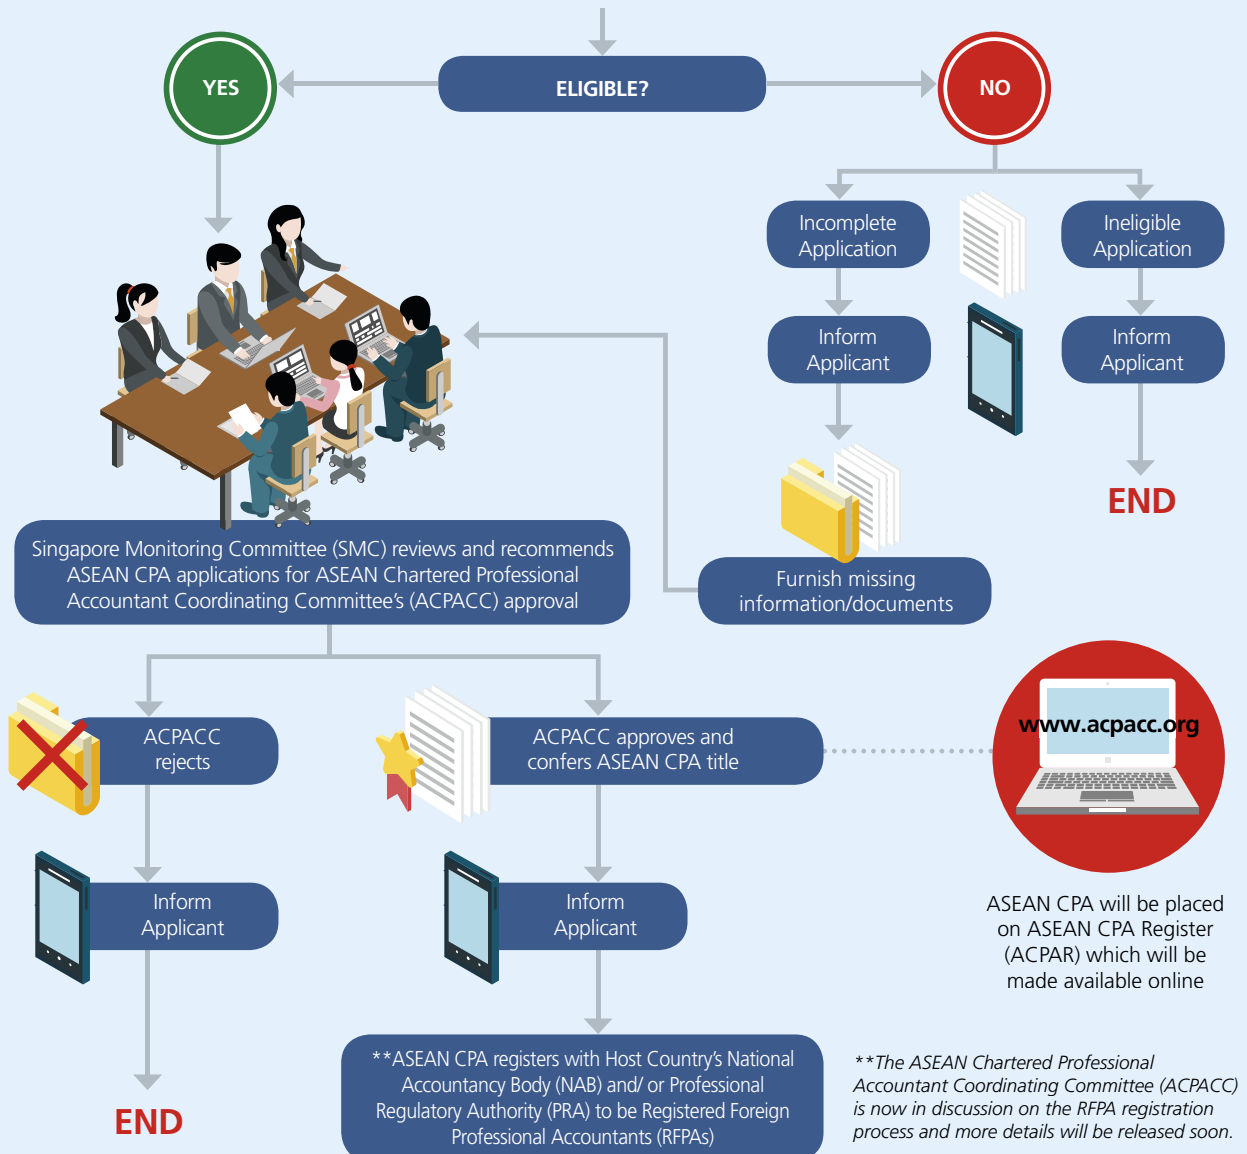 ELIGIBLE?
YES
NO
Incomplete
Application
Inform
Applicant
Furnish missing
information/documents
Ineligible
Application
Inform
Applicant
END
Singapore Monitoring Committee (SMC) reviews and recommends
ASEAN CPA applications for ASEAN Chartered Professional
Accountant Coordinating Committee's (ACPACC) approval
ACPACC
rejects
Inform
Applicant
END
ACPACC approves and
confers ASEAN CPA title
Inform
Applicant
**ASEAN CPA registers with Host Country's National
Accountancy Body (NAB) and/ or Professional
Regulatory Authority (PRA) to be Registered Foreign
Professional Accountants (RFPAs)
www.acpacc.org
ASEAN CPA will be placed
on ASEAN CPA Register
(ACPAR) which will be
made available online
**The ASEAN Chartered Professional
Accountant Coordinating Committee (ACPACC)
is now in discussion on the RFPA registration
process and more details will be released soon.